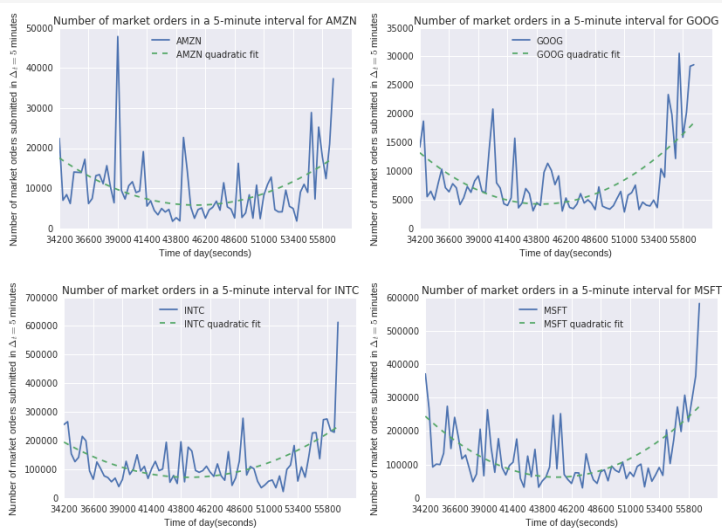 Number of market orders in a 5-minute interval for AMZN
Number of market orders submitted in Δₜ = 5 minutes
50000
40000
30000
20000
10000
0
AMZN
AMZN quadratic fit
34200 36600 39000 41400 43800 46200 48600 51000 53400 55800
Time of day(seconds)
Number of market orders in a 5-minute interval for GOOG
Number of market orders submitted in Δₜ = 5 minutes
35000
30000
25000
20000
15000
10000
5000
0
GOOG
GOOG quadratic fit
34200 36600 39000 41400 43800 46200 48600 51000 53400 55800
Time of day(seconds)
Number of market orders in a 5-minute interval for INTC
Number of market orders submitted in Δₜ = 5 minutes
700000
600000
500000
400000
300000
200000
100000
0
INTC
INTC quadratic fit
34200 36600 39000 41400 43800 46200 48600 51000 53400 55800
Time of day(seconds)
Number of market orders in a 5-minute interval for MSFT
Number of market orders submitted in Δₜ = 5 minutes
600000
500000
400000
300000
200000
100000
0
MSFT
MSFT quadratic fit
34200 36600 39000 41400 43800 46200 48600 51000 53400 55800
Time of day(seconds)